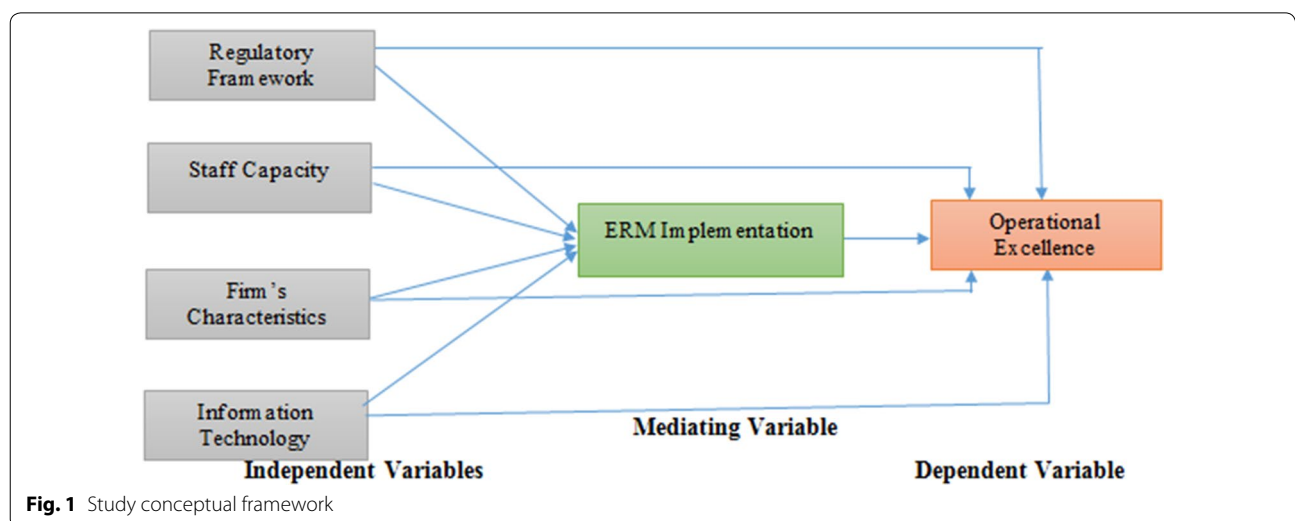 Regulatory
Framework
Staff Capacity
Firm's
Characteristics
Information
Technology
ERM Implementation
Operational
Excellence
Mediating Variable
Independent Variables
Dependent Variable
Fig. 1 Study conceptual framework